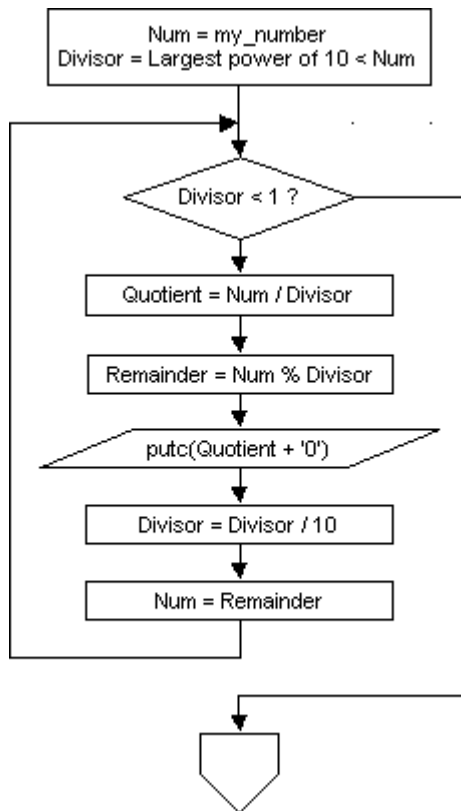 Num = my_number
Divisor = Largest power of 10 < Num
Divisor < 1 ?
Quotient = Num / Divisor
Remainder = Num % Divisor
putc(Quotient + '0')
Divisor = Divisor / 10
Num = Remainder